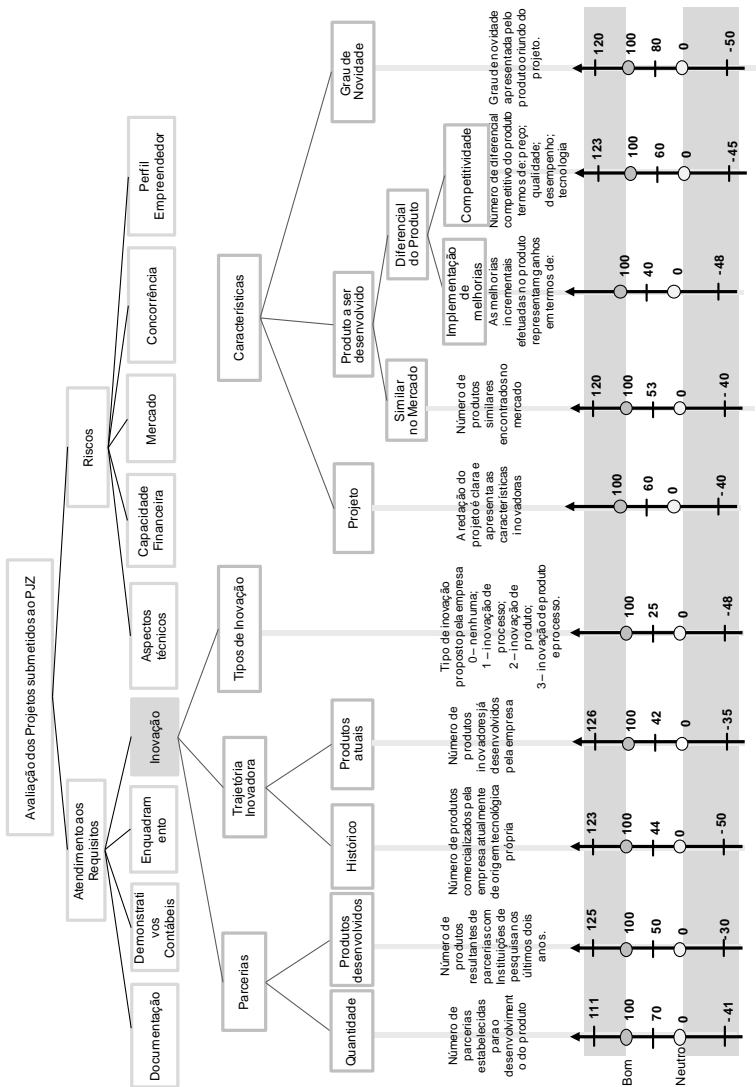 Avaliação dos Projetos submetidos ao PJZ
Atendimento aos
Requisitos
Riscos
Documentação
Demonstrati
vos
Contábeis
Enquadram
ento
Inovação
Aspectos
técnicos
Capacidade
Financeira
Mercado
Concorrência
Perfil
Empreendedor
Parcerias
Trajetória
Inovadora
Tipos de Inovação
Características
Quantidade
Produtos
desenvolvidos
Histórico
Produtos
atuais
Projeto
Produto a ser
desenvolvido
Grau de
Novidade
Similar
no Mercado
Diferencial
do Produto
Implementação
de
melhorias
Competitividade
Número de
parcerias
estabelecidas
para o
desenvolviment
o do produto
Número de
produtos
resultantes de
parcerias com
Instituições de
pesquisa nos
últimos dois
anos.
Número de produtos
comercializados pela
empresa atualmente
de origem tecnológica
própria
Número de
produtos
inovadores já
desenvolvidos
pela empresa
Tipo de inovação
proposto pela empresa
0 – nenhuma;
1 – inovação de
processo;
2 – inovação de
produto;
3 – inovação de produto
e processo.
A redação do
projeto é clara e
apresenta as
características
inovadoras
Número de
produtos
similares
encontrados no
mercado
As melhorias
incrementais
efetuadas no produto
representam ganhos
em termos de:
Número de diferencial
competitivo do produto
termos de: preço;
qualidade;
desempenho;
tecnologia
Grau de novidade
apresentada pelo
produto oriundo do
projeto.
111
100
70
0
-41
Bom
Neutro
125
100
50
0
-30
123
100
44
0
-50
126
100
42
0
-35
100
25
0
-48
100
60
0
-40
120
100
53
0
-40
100
40
0
-48
123
100
60
0
-45
120
100
80
0
-50